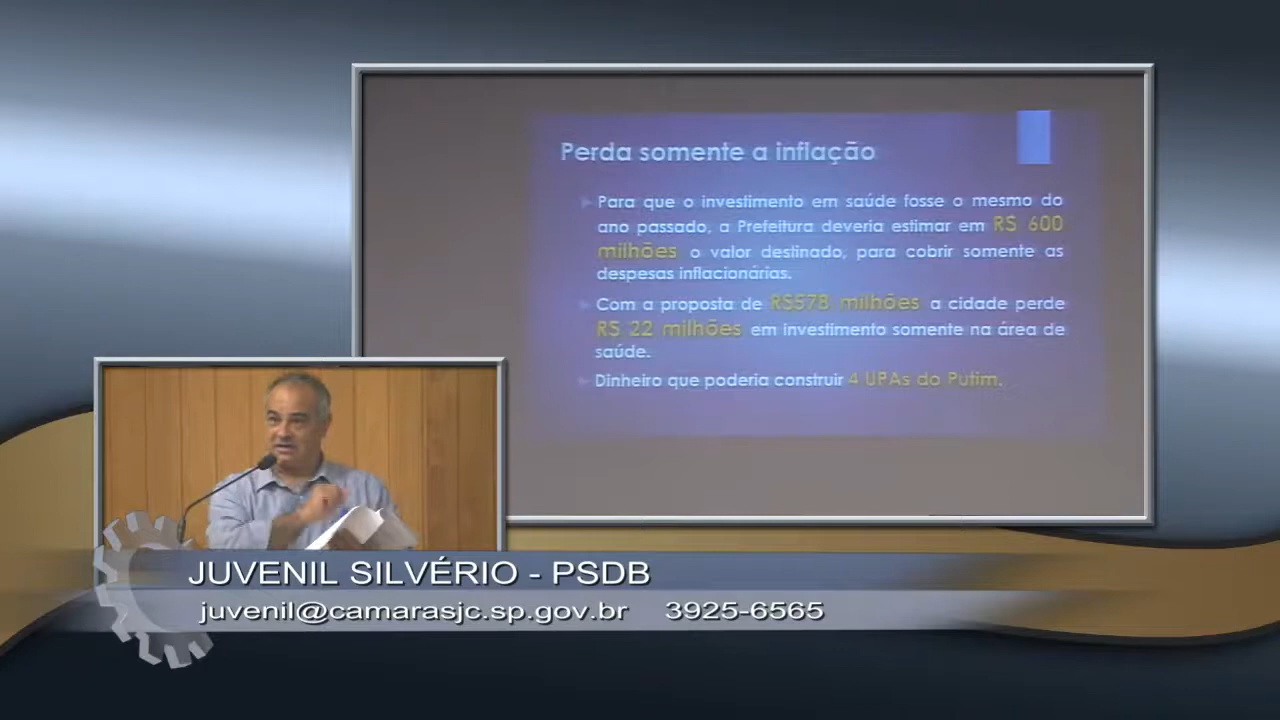 Perda somente a inflação
Para que o investimento em saúde fosse o mesmo do
ano passado, a Prefeitura deveria estimar em R$ 600
milhões o valor destinado, para cobrir somente as
despesas inflacionárias.
Com a proposta de R$578 milhões a cidade perde
R$ 22 milhões em investimento somente na área de
saúde.
Dinheiro que poderia construir 4 UPAs do Putim.
JUVENIL SILVÉRIO - PSDB
juvenil@camarasjc.sp.gov.br 3925-6565